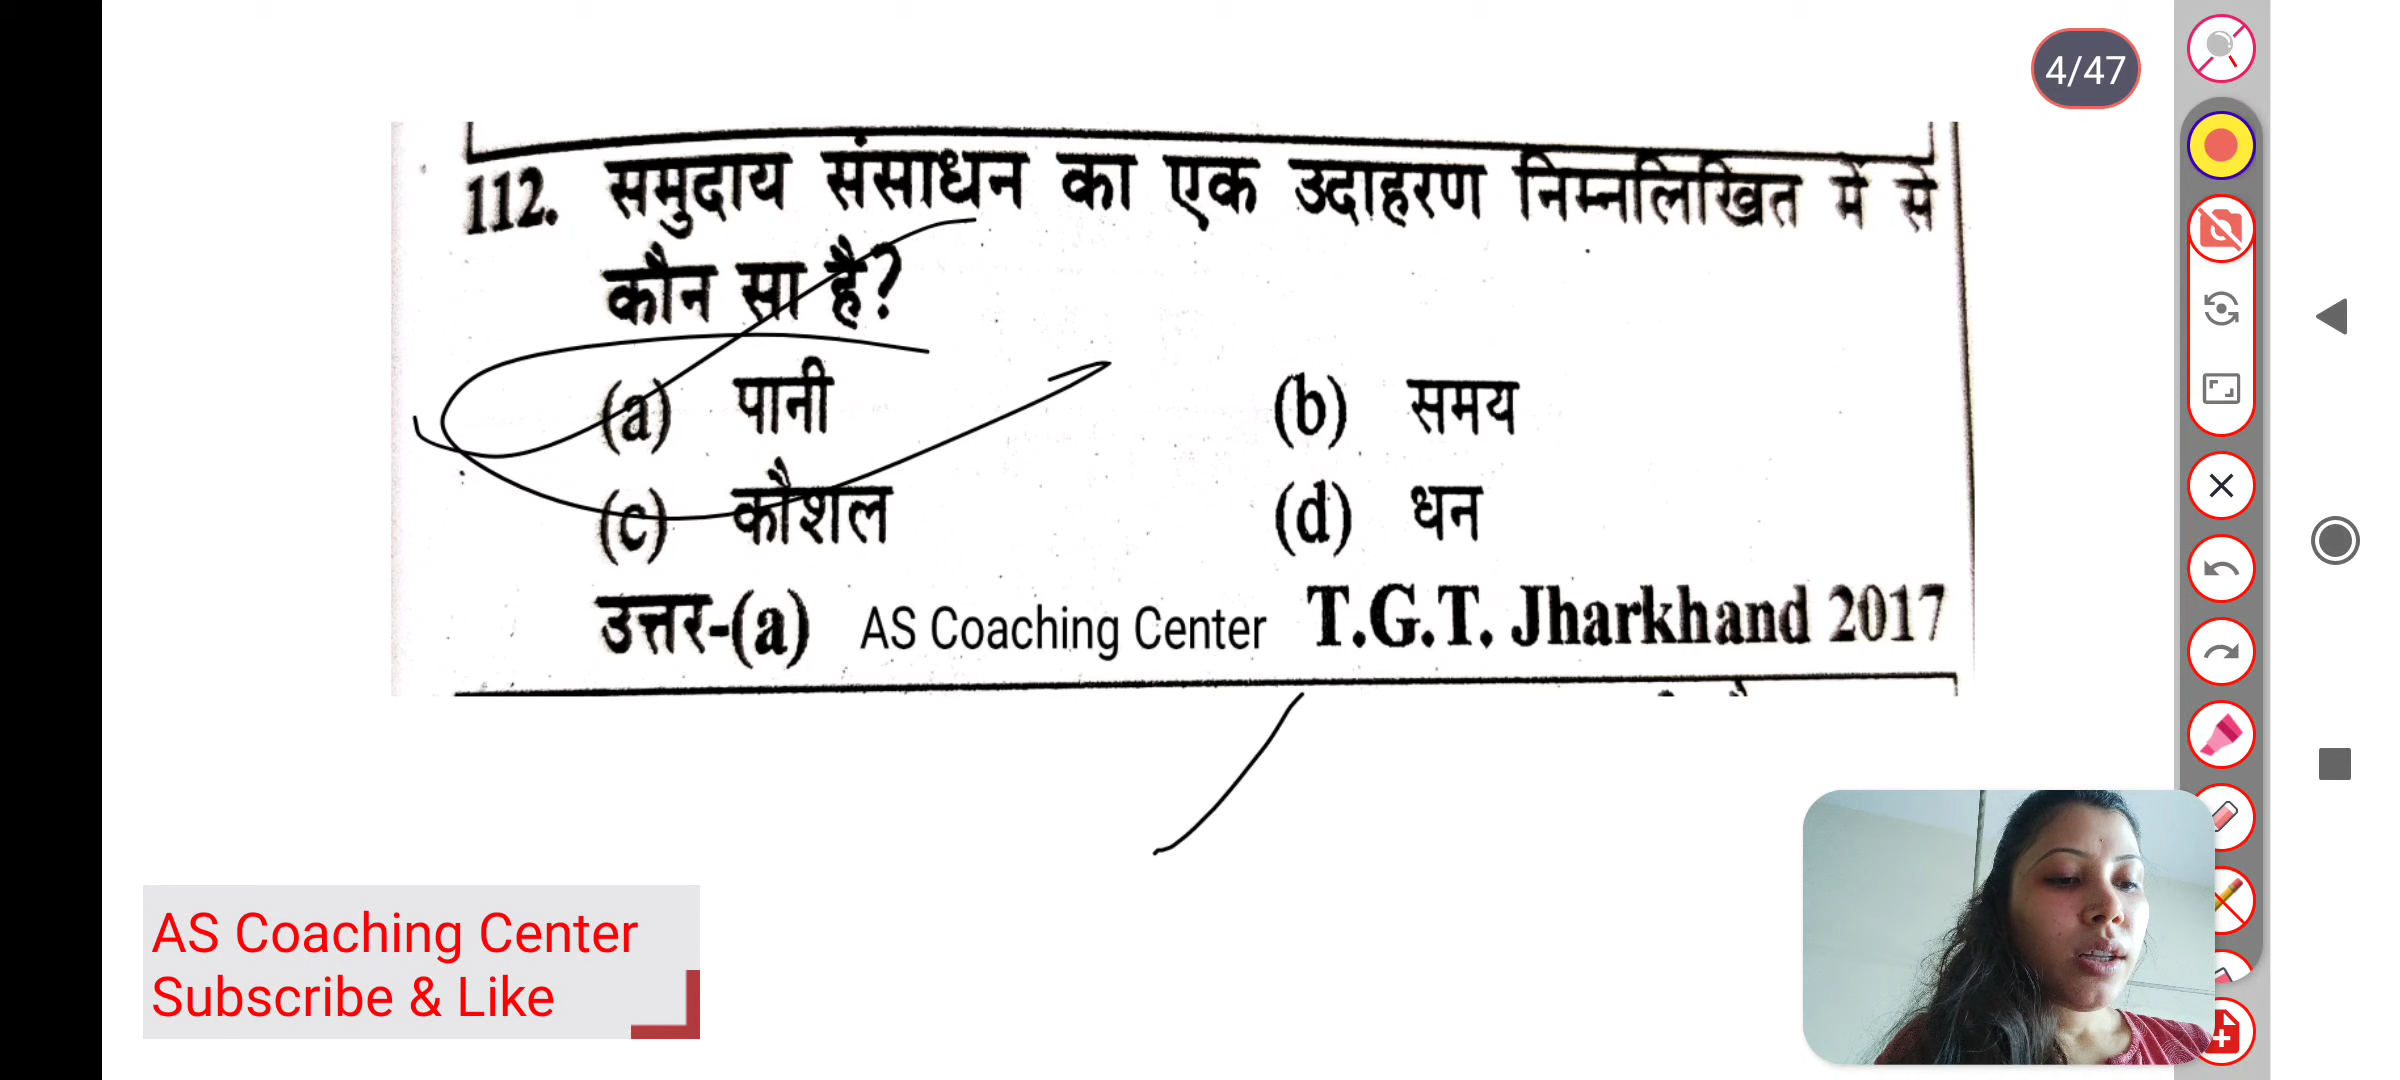 4/47
112. समुदाय संसाधन का एक उदाहरण निम्नलिखित में से
कौन सा है?
(a) पानी (b) समय
(c) कौशल (d) धन
उत्तर-(a) AS Coaching Center T.G.T. Jharkhand 2017
AS Coaching Center
Subscribe & Like